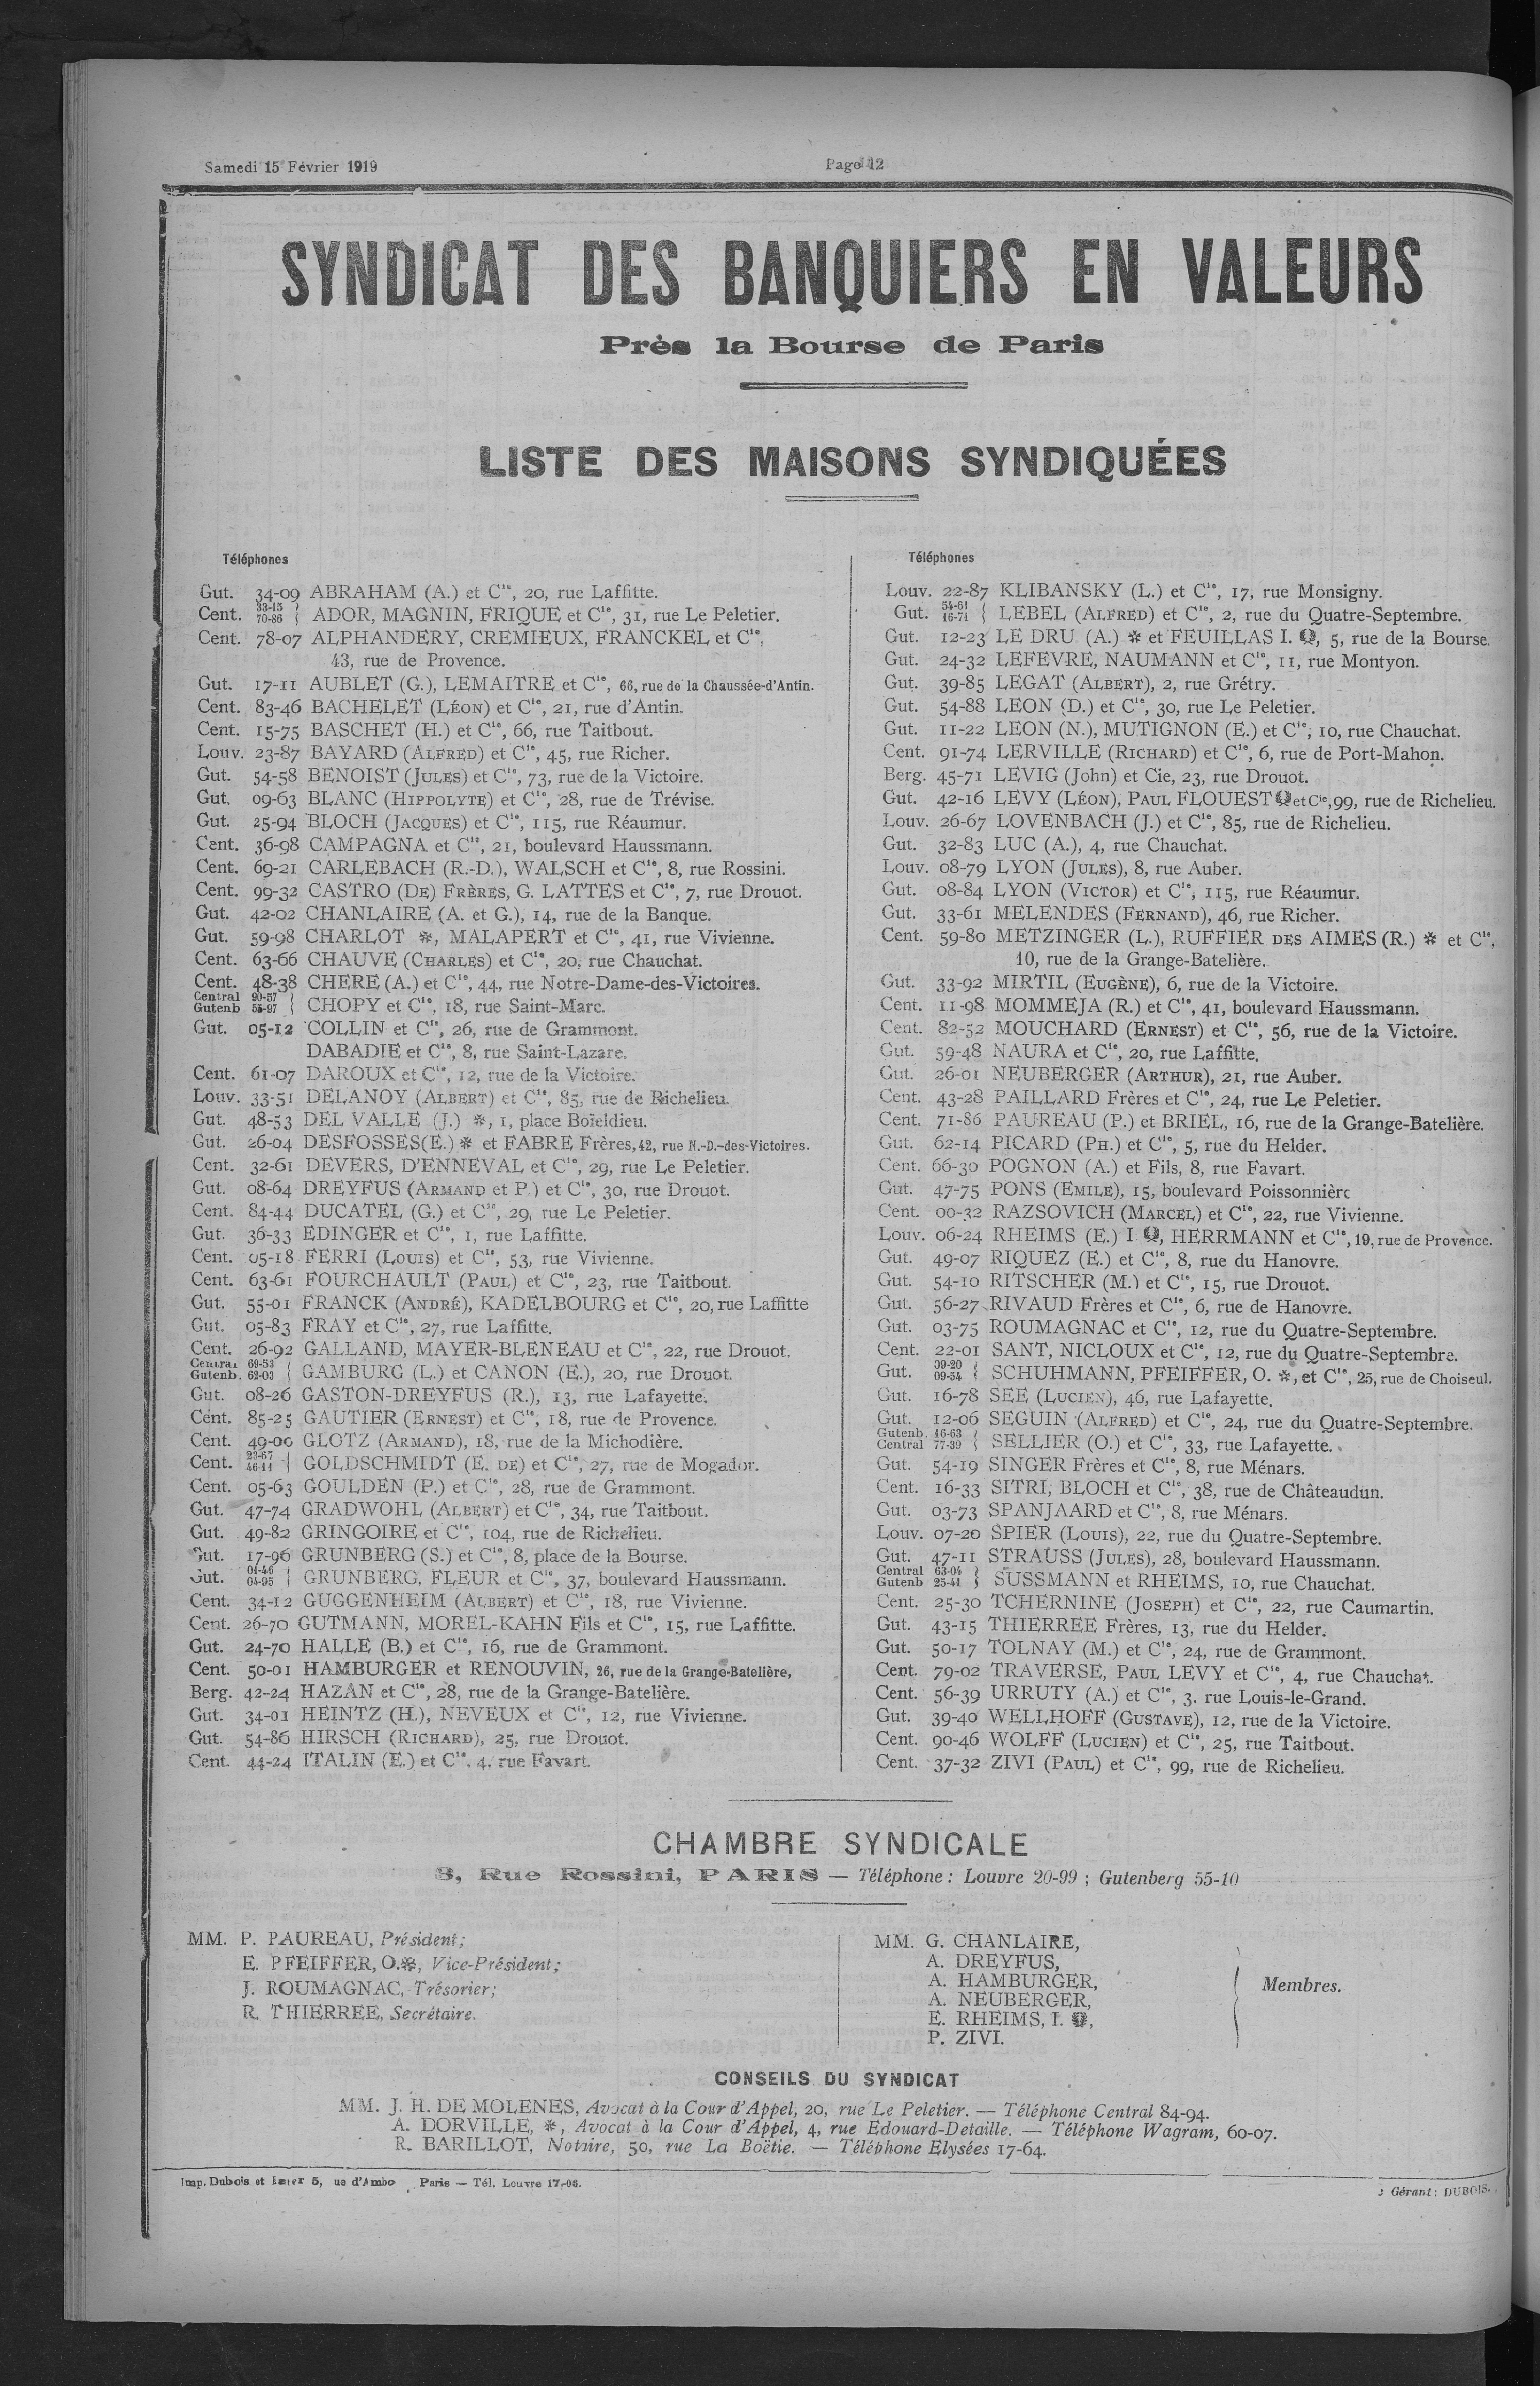 Samedi 15 Février 1919
Page 12
SYNDICAT DES BANQUIERS EN VALEURS
Près la Bourse de Paris
LISTE DES MAISONS SYNDIQUÉES
Téléphones
Gut. 34-09 ABRAHAM (A.) et Cie, 20, rue Laffitte.
Cent. 33-15 70-86 } ADOR, MAGNIN, FRIQUE et Cie, 31, rue Le Peletier.
Cent. 78-07 ALPHANDERY, CREMIEUX, FRANCKEL et Cie,
43, rue de Provence.
Gut. 17-11 AUBLET (G.), LEMAITRE et Cie, 66, rue de la Chaussée-d'Antin.
Cent. 83-46 BACHELET (LÉON) et Cie, 21, rue d'Antin.
Cent. 15-75 BASCHET (H.) et Cie, 66, rue Taitbout.
Louv. 23-87 BAYARD (ALFRED) et Cie, 45, rue Richer.
Gut. 54-58 BENOIST (JULES) et Cie, 73, rue de la Victoire.
Gut. 09-63 BLANC (HIPPOLYTE) et Cie, 28, rue de Trévise.
Gut. 25-94 BLOCH (JACQUES) et Cie, 115, rue Réaumur.
Cent. 36-98 CAMPAGNA et Cie, 21, boulevard Haussmann.
Cent. 69-21 CARLEBACH (R.-D.), WALSCH et Cie, 8, rue Rossini.
Cent. 99-32 CASTRO (DE) FRÈRES, G. LATTES et Cie, 7, rue Drouot.
Gut. 42-02 CHANLAIRE (A. et G.), 14, rue de la Banque.
Gut. 59-98 CHARLOT ✻, MALAPERT et Cie, 41, rue Vivienne.
Cent. 63-66 CHAUVE (CHARLES) et Cie, 20, rue Chauchat.
Cent. 48-38 CHERE (A.) et Cie, 44, rue Notre-Dame-des-Victoires.
Central 90-57 Gutenb 55-97 } CHOPY et Cie, 18, rue Saint-Marc.
Gut. 05-12 COLLIN et Cie, 26, rue de Grammont.
DABADIE et Cie, 8, rue Saint-Lazare.
Cent. 61-07 DAROUX et Cie, 12, rue de la Victoire.
Louv. 33-51 DELANOY (ALBERT) et Cie, 85, rue de Richelieu.
Gut. 48-53 DEL VALLE (J.) ✻, 1, place Boïeldieu.
Gut. 26-04 DESFOSSES (E.) ✻ et FABRE Frères, 42, rue N.-D.-des-Victoires.
Cent. 32-61 DEVERS, D'ENNEVAL et Cie, 29, rue Le Peletier.
Gut. 08-64 DREYFUS (ARMAND et P.) et Cie, 30, rue Drouot.
Cent. 84-44 DUCATEL (G.) et Cie, 29, rue Le Peletier.
Gut. 36-33 EDINGER et Cie, 1, rue Laffitte.
Cent. 05-18 FERRI (LOUIS) et Cie, 53, rue Vivienne.
Cent. 63-61 FOURCHAULT (PAUL) et Cie, 23, rue Taitbout.
Gut. 55-01 FRANCK (ANDRÉ), KADELBOURG et Cie, 20, rue Laffitte
Gut. 05-83 FRAY et Cie, 27, rue Laffitte.
Cent. 26-92 GALLAND, MAYER-BLENEAU et Cie, 22, rue Drouot.
Central 69-53 Gutenb. 62-03 { GAMBURG (L.) et CANON (E.), 20, rue Drouot.
Gut. 08-26 GASTON-DREYFUS (R.), 13, rue Lafayette.
Cent. 85-25 GAUTIER (ERNEST) et Cie, 18, rue de Provence.
Cent. 49-00 GLOTZ (ARMAND), 18, rue de la Michodière.
Cent. 23-67 46-14 | GOLDSCHMIDT (E. DE) et Cie, 27, rue de Mogador.
Cent. 05-63 GOULDEN (P.) et Cie, 28, rue de Grammont.
Gut. 47-74 GRADWOHL (ALBERT) et Cie, 34, rue Taitbout.
Gut. 49-82 GRINGOIRE et Cie, 104, rue de Richelieu.
Gut. 17-96 GRUNBERG (S.) et Cie, 8, place de la Bourse.
Gut. 01-46 04-95 } GRUNBERG, FLEUR et Cie, 37, boulevard Haussmann.
Cent. 34-12 GUGGENHEIM (ALBERT) et Cie, 18, rue Vivienne.
Cent. 26-70 GUTMANN, MOREL-KAHN Fils et Cie, 15, rue Laffitte.
Gut. 24-70 HALLE (B.) et Cie, 16, rue de Grammont.
Cent. 50-01 HAMBURGER et RENOUVIN, 26, rue de la Grange-Batelière,
Berg. 42-24 HAZAN et Cie, 28, rue de la Grange-Batelière.
Gut. 34-01 HEINTZ (H.), NEVEUX et Cie, 12, rue Vivienne.
Gut. 54-86 HIRSCH (RICHARD), 25, rue Drouot.
Cent. 44-24 ITALIN (E.) et Cie, 4, rue Favart.
Téléphones
Louv. 22-87 KLIBANSKY (L.) et Cie, 17, rue Monsigny.
Gut. 54-61 16-71 { LEBEL (ALFRED) et Cie, 2, rue du Quatre-Septembre.
Gut. 12-23 LE DRU (A.) ✻ et FEUILLAS I. Q, 5, rue de la Bourse.
Gut. 24-32 LEFEVRE, NAUMANN et Cie, 11, rue Montyon.
Gut. 39-85 LEGAT (ALBERT), 2, rue Grétry.
Gut. 54-88 LEON (D.) et Cie, 30, rue Le Peletier.
Gut. 11-22 LEON (N.), MUTIGNON (E.) et Cie, 10, rue Chauchat.
Cent. 91-74 LERVILLE (RICHARD) et Cie, 6, rue de Port-Mahon.
Berg. 45-71 LEVIG (John) et Cie, 23, rue Drouot.
Gut. 42-16 LEVY (LÉON), PAUL FLOUEST Q et Cie, 99, rue de Richelieu.
Louv. 26-67 LOVENBACH (J.) et Cie, 85, rue de Richelieu.
Gut. 32-83 LUC (A.), 4, rue Chauchat.
Louv. 08-79 LYON (JULES), 8, rue Auber.
Gut. 08-84 LYON (VICTOR) et Cie, 115, rue Réaumur.
Gut. 33-61 MELENDES (FERNAND), 46, rue Richer.
Cent. 59-80 METZINGER (L.), RUFFIER DES AIMES (R.) ✻ et Cie,
10, rue de la Grange-Batelière.
Gut. 33-92 MIRTIL (EUGÈNE), 6, rue de la Victoire.
Cent. 11-98 MOMMEJA (R.) et Cie, 41, boulevard Haussmann.
Cent. 82-52 MOUCHARD (ERNEST) et Cie, 56, rue de la Victoire.
Gut. 59-48 NAURA et Cie, 20, rue Laffitte.
Gut. 26-01 NEUBERGER (ARTHUR), 21, rue Auber.
Cent. 43-28 PAILLARD Frères et Cie, 24, rue Le Peletier.
Cent. 71-86 PAUREAU (P.) et BRIEL, 16, rue de la Grange-Batelière.
Gut. 62-14 PICARD (PH.) et Cie, 5, rue du Helder.
Cent. 66-30 POGNON (A.) et Fils, 8, rue Favart.
Gut. 47-75 PONS (EMILE), 15, boulevard Poissonnière
Cent. 00-32 RAZSOVICH (MARCEL) et Cie, 22, rue Vivienne.
Louv. 06-24 RHEIMS (E.) I Q, HERRMANN et Cie, 19, rue de Provence.
Gut. 49-07 RIQUEZ (E.) et Cie, 8, rue du Hanovre.
Gut. 54-10 RITSCHER (M.) et Cie, 15, rue Drouot.
Gut. 56-27 RIVAUD Frères et Cie, 6, rue de Hanovre.
Gut. 03-75 ROUMAGNAC et Cie, 12, rue du Quatre-Septembre.
Cent. 22-01 SANT, NICLOUX et Cie, 12, rue du Quatre-Septembre.
Gut. 39-20 09-54 { SCHUHMANN, PFEIFFER, O. ✻, et Cie, 25, rue de Choiseul.
Gut. 16-78 SEE (LUCIEN), 46, rue Lafayette.
Gut. 12-06 SEGUIN (ALFRED) et Cie, 24, rue du Quatre-Septembre.
Gutenb. 16-63 Central 77-39 } SELLIER (O.) et Cie, 33, rue Lafayette.
Gut. 54-19 SINGER Frères et Cie, 8, rue Ménars.
Cent. 16-33 SITRI, BLOCH et Cie, 38, rue de Châteaudun.
Gut. 03-73 SPANJAARD et Cie, 8, rue Ménars.
Louv. 07-20 SPIER (LOUIS), 22, rue du Quatre-Septembre.
Gut. 47-11 STRAUSS (JULES), 28, boulevard Haussmann.
Central 63-04 Gutenb 25-41 } SUSSMANN et RHEIMS, 10, rue Chauchat.
Cent. 25-30 TCHERNINE (JOSEPH) et Cie, 22, rue Caumartin.
Gut. 43-15 THIERREE Frères, 13, rue du Helder.
Gut. 50-17 TOLNAY (M.) et Cie, 24, rue de Grammont.
Cent. 79-02 TRAVERSE, PAUL LEVY et Cie, 4, rue Chauchat.
Cent. 56-39 URRUTY (A.) et Cie, 3, rue Louis-le-Grand.
Gut. 39-40 WELLHOFF (GUSTAVE), 12, rue de la Victoire.
Cent. 90-46 WOLFF (LUCIEN) et Cie, 25, rue Taitbout.
Cent. 37-32 ZIVI (PAUL) et Cie, 99, rue de Richelieu.
CHAMBRE SYNDICALE
8, Rue Rossini, PARIS — Téléphone : Louvre 20-99 ; Gutenberg 55-10
MM. P. PAUREAU, Président ;
E. PFEIFFER, O.✻, Vice-Président ;
J. ROUMAGNAC, Trésorier ;
R. THIERREE, Secrétaire.
MM. G. CHANLAIRE,
A. DREYFUS,
A. HAMBURGER,
A. NEUBERGER,
E. RHEIMS, I. Q,
P. ZIVI.
Membres.
CONSEILS DU SYNDICAT
MM. J. H. DE MOLENES, Avocat à la Cour d'Appel, 20, rue Le Peletier. — Téléphone Central 84-94.
A. DORVILLE, ✻, Avocat à la Cour d'Appel, 4, rue Edouard-Detaille. — Téléphone Wagram, 60-07.
R. BARILLOT, Notaire, 50, rue La Boëtie. — Téléphone Elysées 17-64.
Imp. Dubois et 5, ue d'Ambo Paris — Tél. Louvre 17-08.
Gérant : DUBOIS.